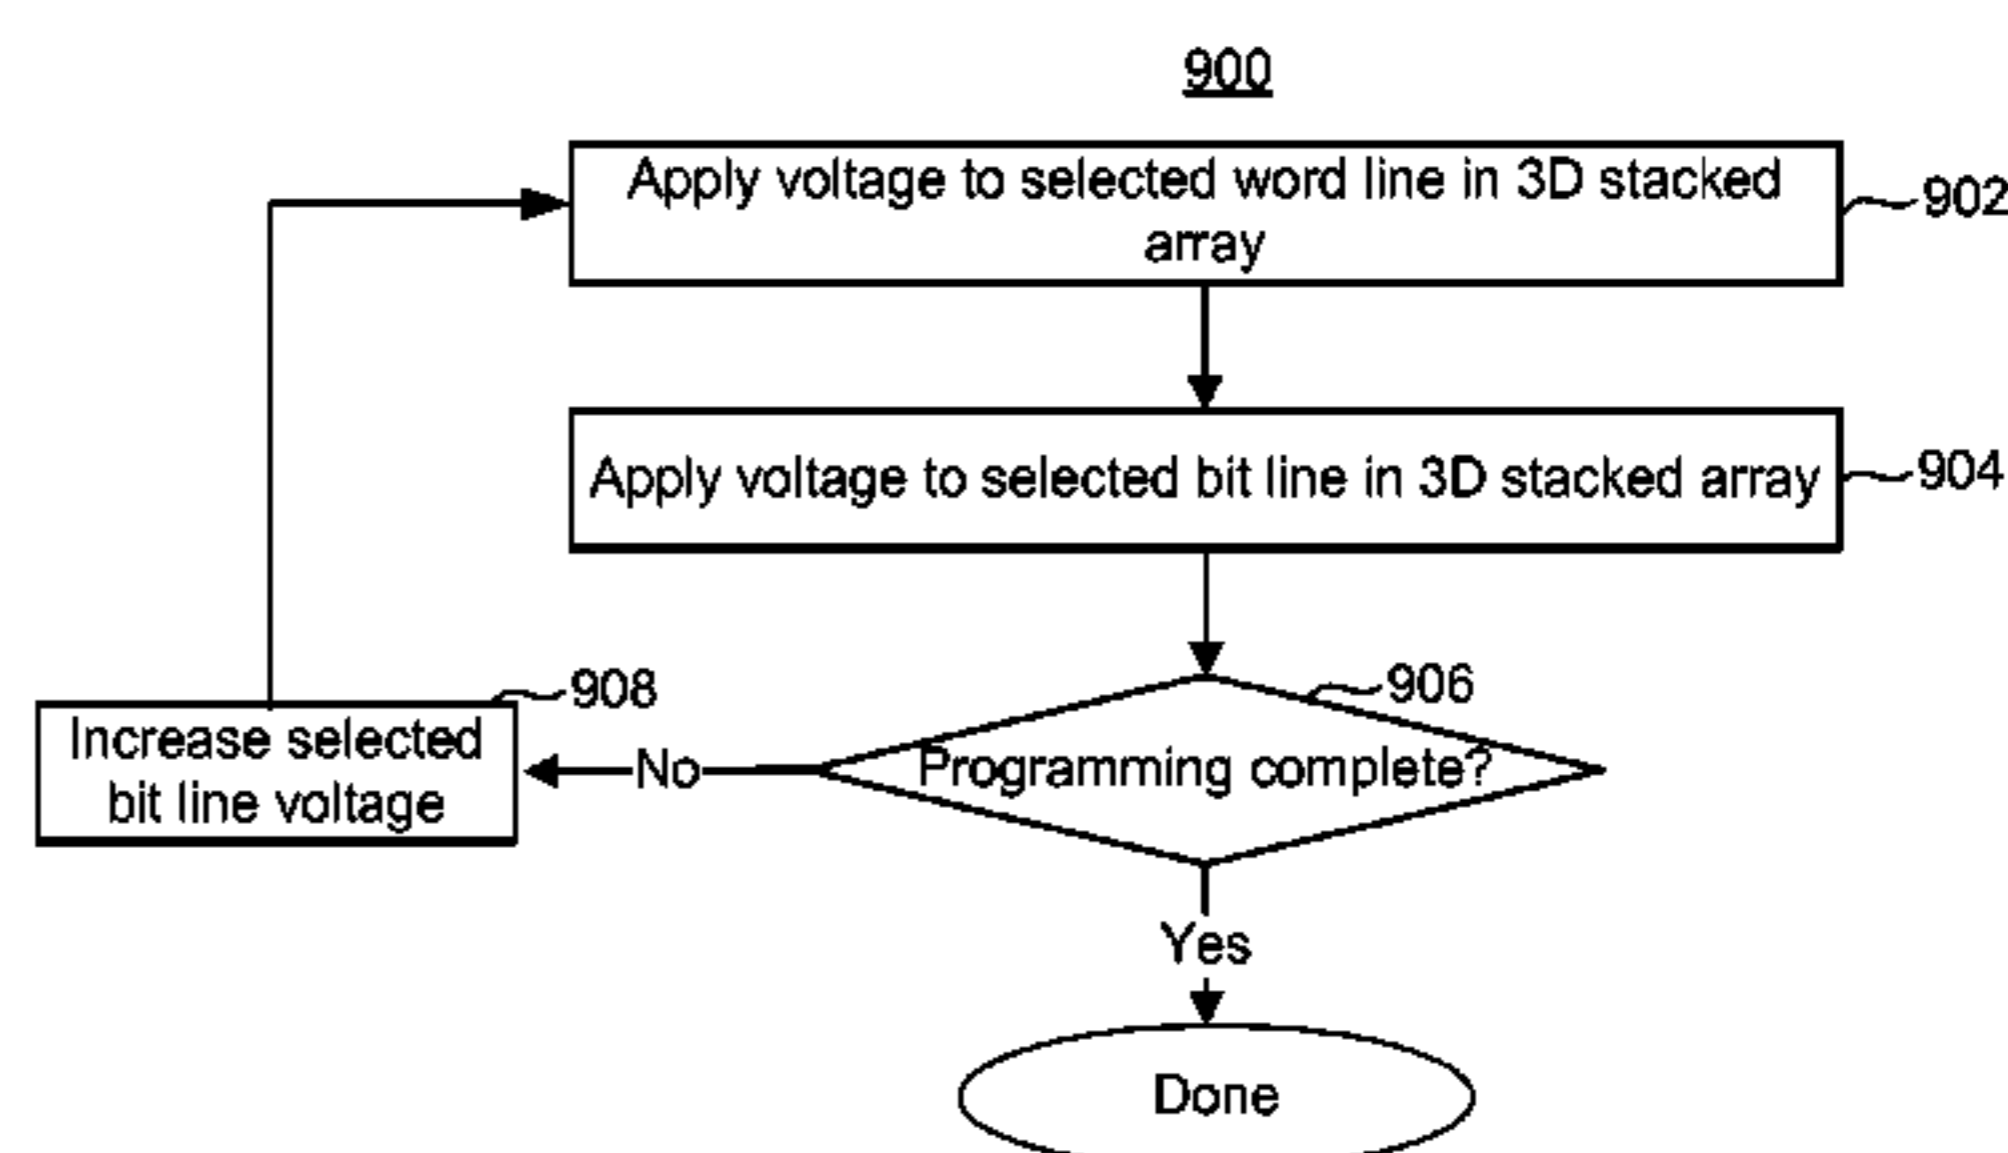 900
Apply voltage to selected word line in 3D stacked
array
902
Apply voltage to selected bit line in 3D stacked array
904
906
Programming complete?
No
908
Increase selected
bit line voltage
Yes
Done